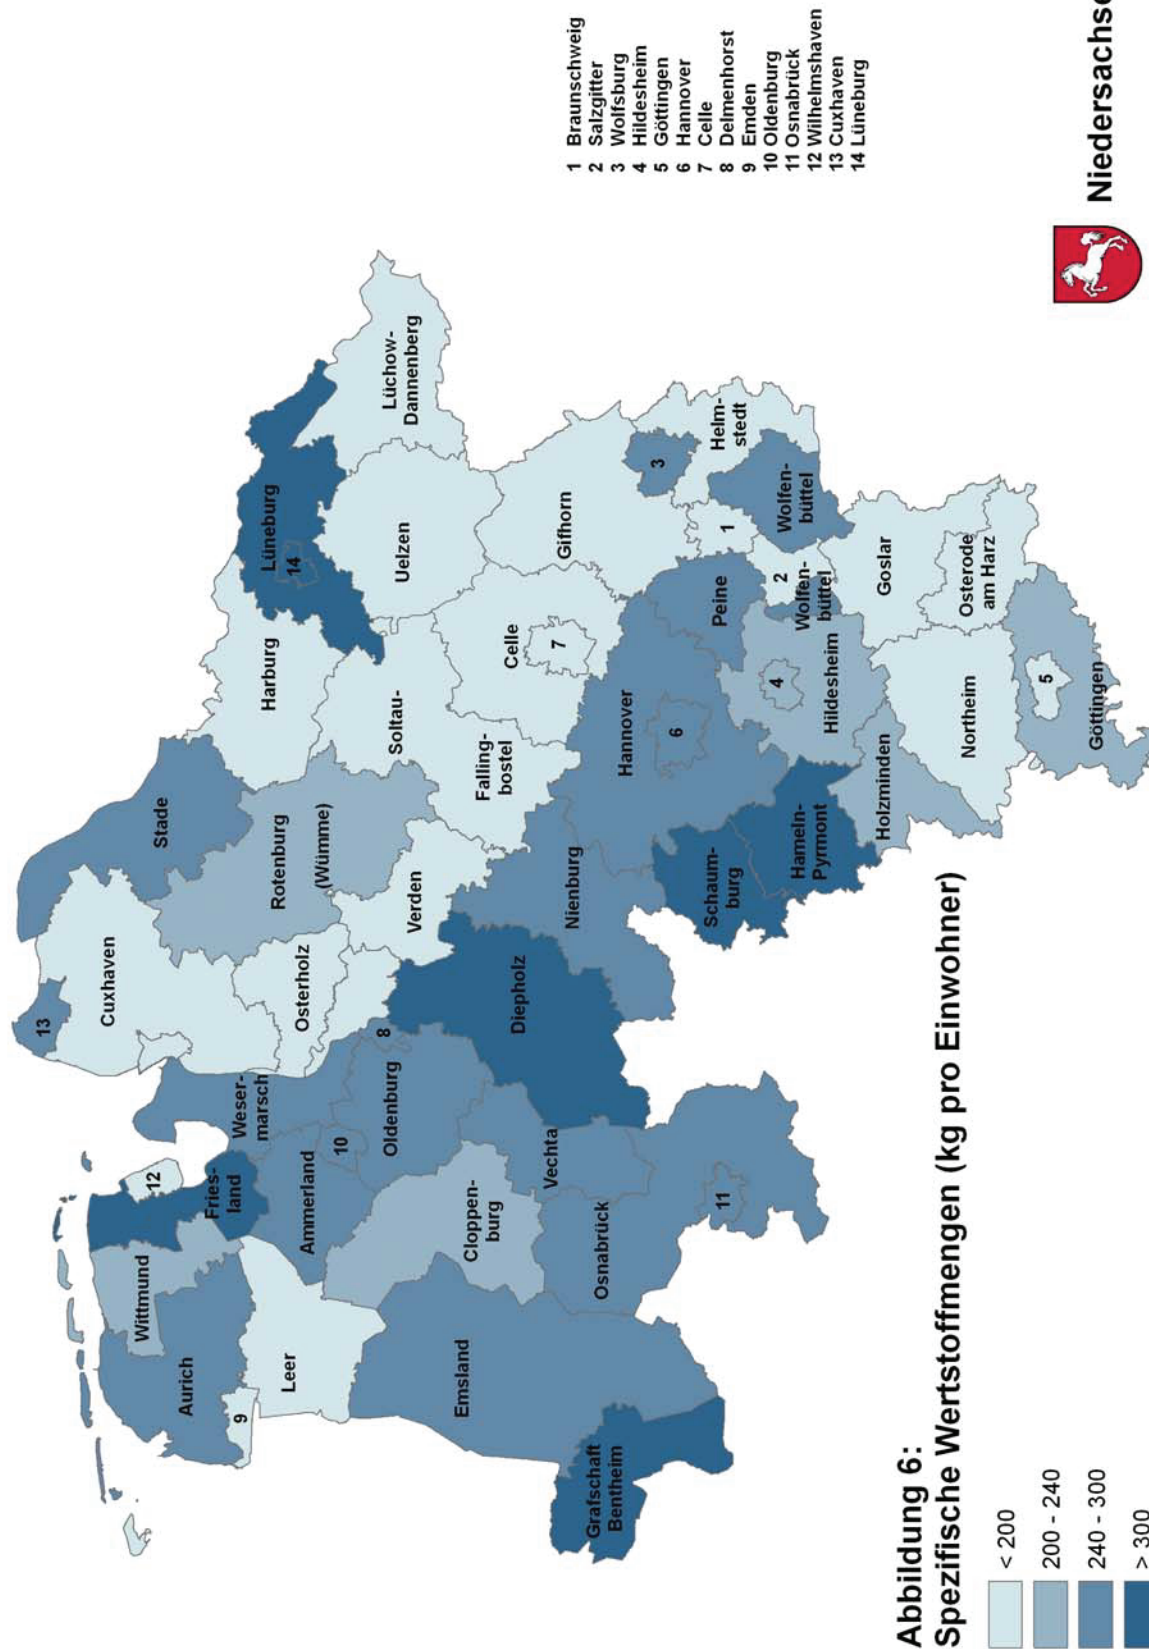 13
Cuxhaven
Stade
12
Wittmund
Fries-
land
Weser-
marsch
Aurich
9
Leer
Ammerland
10
Oldenburg
8
Osterholz
Rotenburg
(Wümme)
Harburg
Lüneburg
14
Lüchow-
Dannenberg
Uelzen
Soltau-
Falling-
bostel
Verden
Celle
7
Cloppen-
burg
Emsland
Vechta
Diepholz
Nienburg
Hannover
6
Gifhorn
3
Helm-
stedt
Grafschaft
Bentheim
Osnabrück
11
Schaum-
burg
Hameln-
Pyrmont
Peine
1
2
Wolfen-
büttel
Wolfen-
büttel
4
Hildesheim
Holzminden
Goslar
Northeim
Osterode
am Harz
5
Göttingen
1 Braunschweig
2 Salzgitter
3 Wolfsburg
4 Hildesheim
5 Göttingen
6 Hannover
7 Celle
8 Delmenhorst
9 Emden
10 Oldenburg
11 Osnabrück
12 Wilhelmshaven
13 Cuxhaven
14 Lüneburg
Abbildung 6:
Spezifische Wertstoffmengen (kg pro Einwohner)
< 200
200 - 240
240 - 300
> 300
Niedersachse